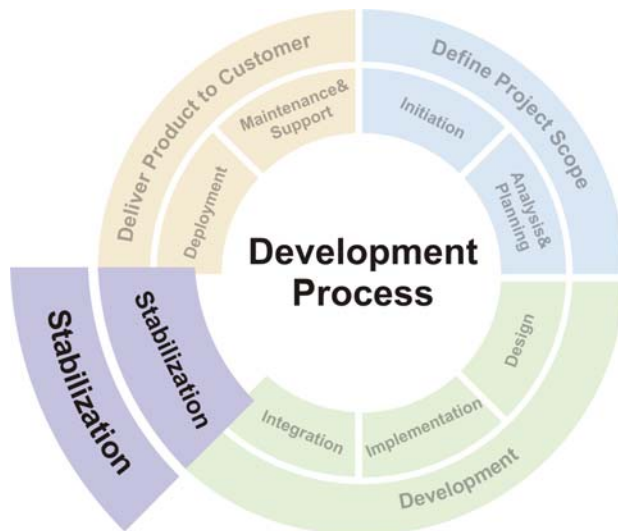 Define Project Scope
Initiation
Analysis&
Planning
Design
Development
Implementation
Integration
Stabilization
Stabilization
Deliver Product to Customer
Deployment
Maintenance&
Support
Development
Process